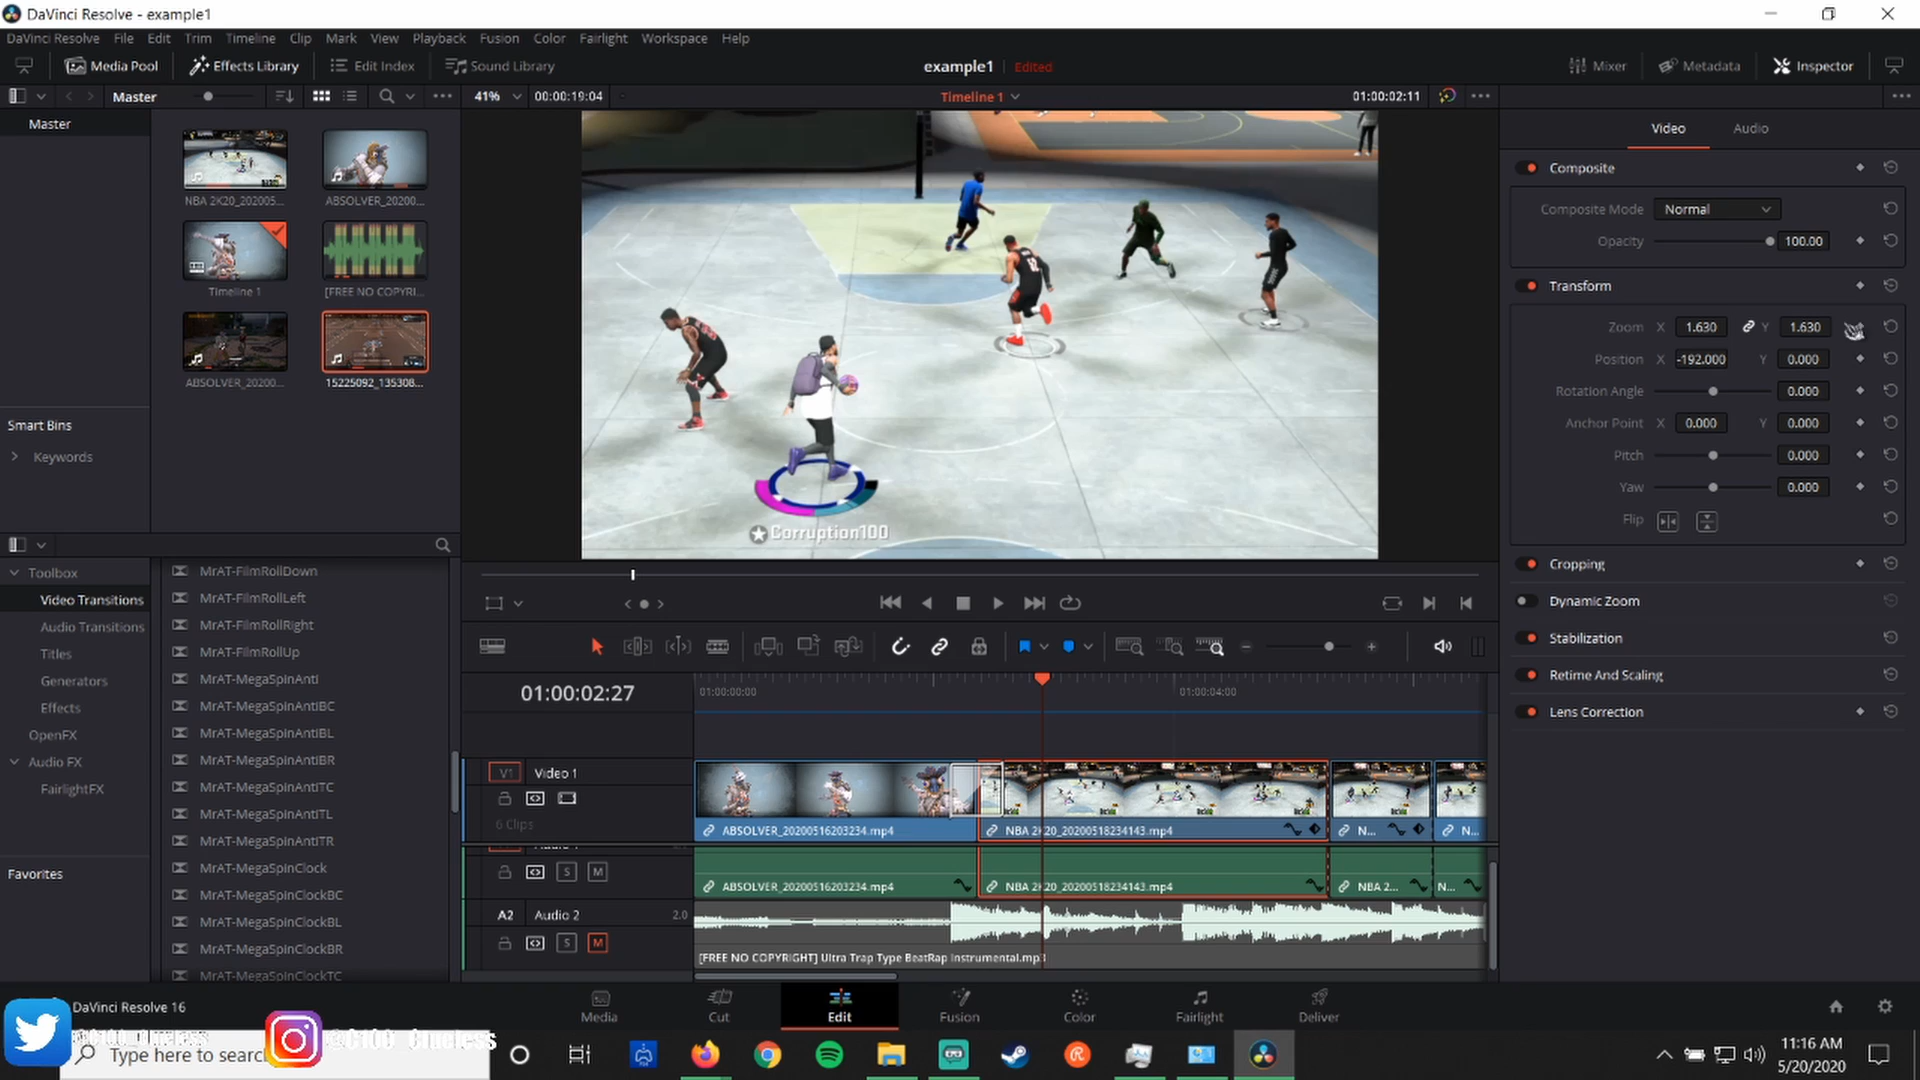 DaVinci Resolve - example1
DaVinci Resolve File Edit Trim Timeline Clip Mark View Playback Fusion Color Fairlight Workspace Help
Media Pool Effects Library Edit Index Sound Library example1 Edited Mixer Metadata Inspector
Master 41% 00:00:19:04 Timeline 1 01:00:02:11
Master
NBA 2K20_202005... ABSOLVER_20200...
Timeline 1 [FREE NO COPYRI...
ABSOLVER_20200... 15225092_135308...
Smart Bins
Keywords
Corruption100
Video Audio
Composite
Composite Mode Normal
Opacity 100.00
Transform
Zoom X 1.630 Y 1.630
Position X -192.000 Y 0.000
Rotation Angle 0.000
Anchor Point X 0.000 Y 0.000
Pitch 0.000
Yaw 0.000
Flip
Cropping
Dynamic Zoom
Stabilization
Retime And Scaling
Lens Correction
Toolbox
Video Transitions
Audio Transitions
Titles
Generators
Effects
OpenFX
Audio FX
FairlightFX
Favorites
MrAT-FilmRollDown
MrAT-FilmRollLeft
MrAT-FilmRollRight
MrAT-FilmRollUp
MrAT-MegaSpinAnti
MrAT-MegaSpinAntiBC
MrAT-MegaSpinAntiBL
MrAT-MegaSpinAntiBR
MrAT-MegaSpinAntiTC
MrAT-MegaSpinAntiTL
MrAT-MegaSpinAntiTR
MrAT-MegaSpinClock
MrAT-MegaSpinClockBC
MrAT-MegaSpinClockBL
MrAT-MegaSpinClockBR
MrAT-MegaSpinClockTC
01:00:02:27 01:00:00:00 01:00:04:00
V1 Video 1
6 Clips
ABSOLVER_20200516203234.mp4 NBA 2K20_20200518234143.mp4 N... N...
S M
ABSOLVER_20200516203234.mp4 NBA 2K20_20200518234143.mp4 NBA 2... N...
A2 Audio 2 2.0
S M
[FREE NO COPYRIGHT] Ultra Trap Type BeatRap Instrumental.mp3
DaVinci Resolve 16
Media Cut Edit Fusion Color Fairlight Deliver
Type here to search
11:16 AM
5/20/2020